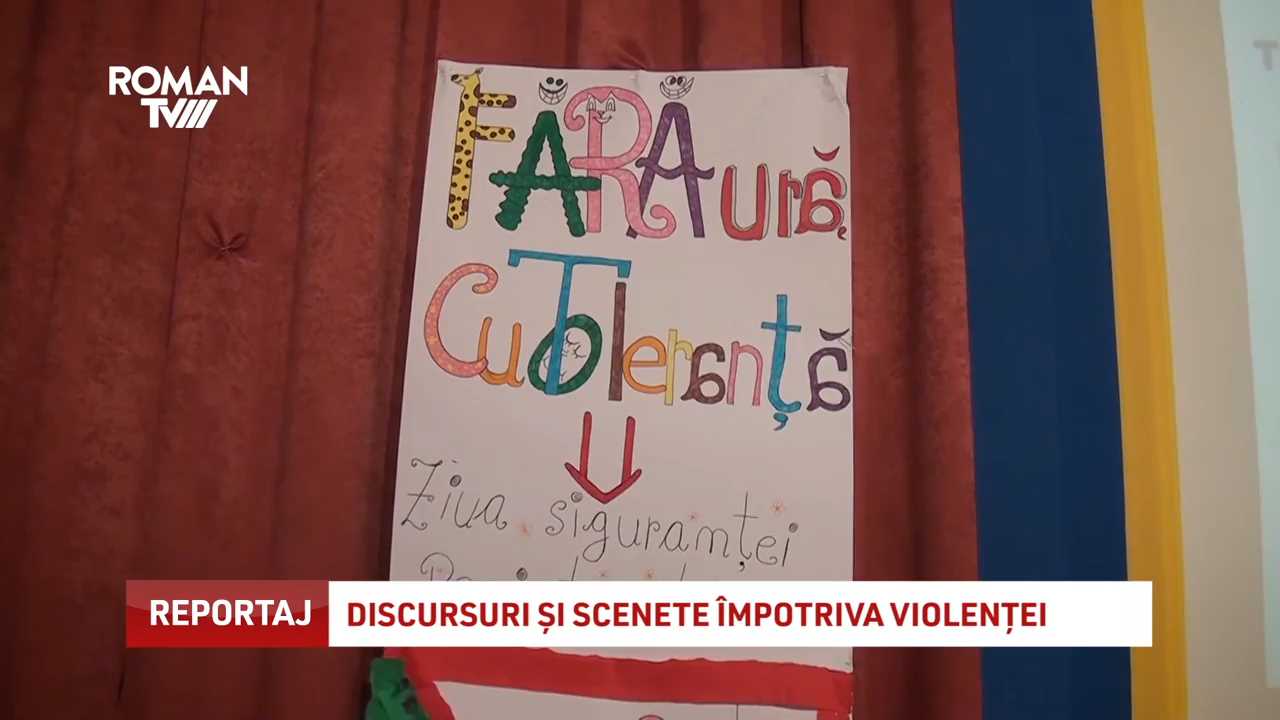 ROMAN
TV
FĂRĂ ură,
Cu Toleranță
Ziua siguranței
REPORTAJ
DISCURSURI ȘI SCENETE ÎMPOTRIVA VIOLENȚEI